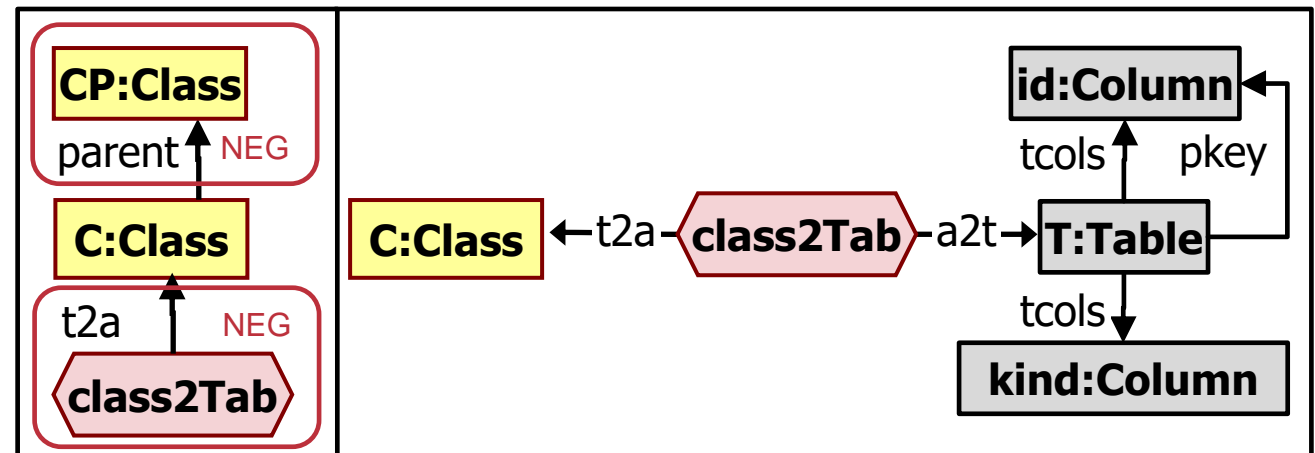 CP:Class
parent
NEG
C:Class
t2a
NEG
class2Tab
C:Class
t2a
class2Tab
a2t
T:Table
id:Column
tcols
pkey
tcols
kind:Column